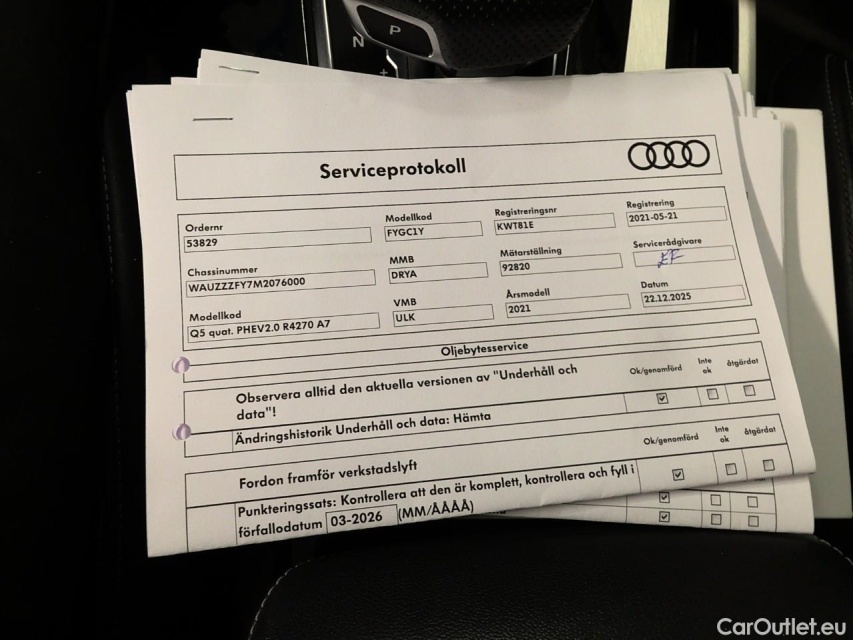 P
N
+
Serviceprotokoll
Ordernr
53829
Modellkod
FYGC1Y
Registreringsnr
KWT81E
Registrering
2021-05-21
Chassinummer
WAUZZZFY7M2076000
MMB
DRYA
Mätarställning
92820
Servicerådgivare
EF
Modellkod
Q5 quat. PHEV2.0 R4270 A7
VMB
ULK
Årsmodell
2021
Datum
22.12.2025
Oljebytesservice
Observera alltid den aktuella versionen av "Underhåll och
data"!
Ok/genomförd
Inte
ok
åtgärdat
Ändringshistorik Underhåll och data: Hämta
Fordon framför verkstadslyft
Ok/genomförd
Inte
ok
åtgärdat
Punkteringssats: Kontrollera att den är komplett, kontrollera och fyll i
förfallodatum 03-2026 (MM/ÅÅÅÅ)
CarOutlet.eu